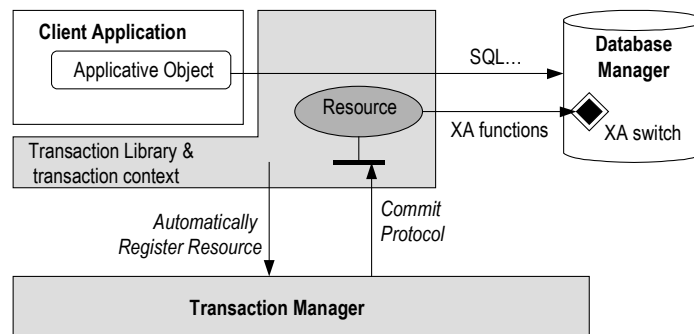 Client Application
Applicative Object
SQL…
Database
Manager
Resource
XA functions
XA switch
Transaction Library &
transaction context
Automatically
Register Resource
Commit
Protocol
Transaction Manager